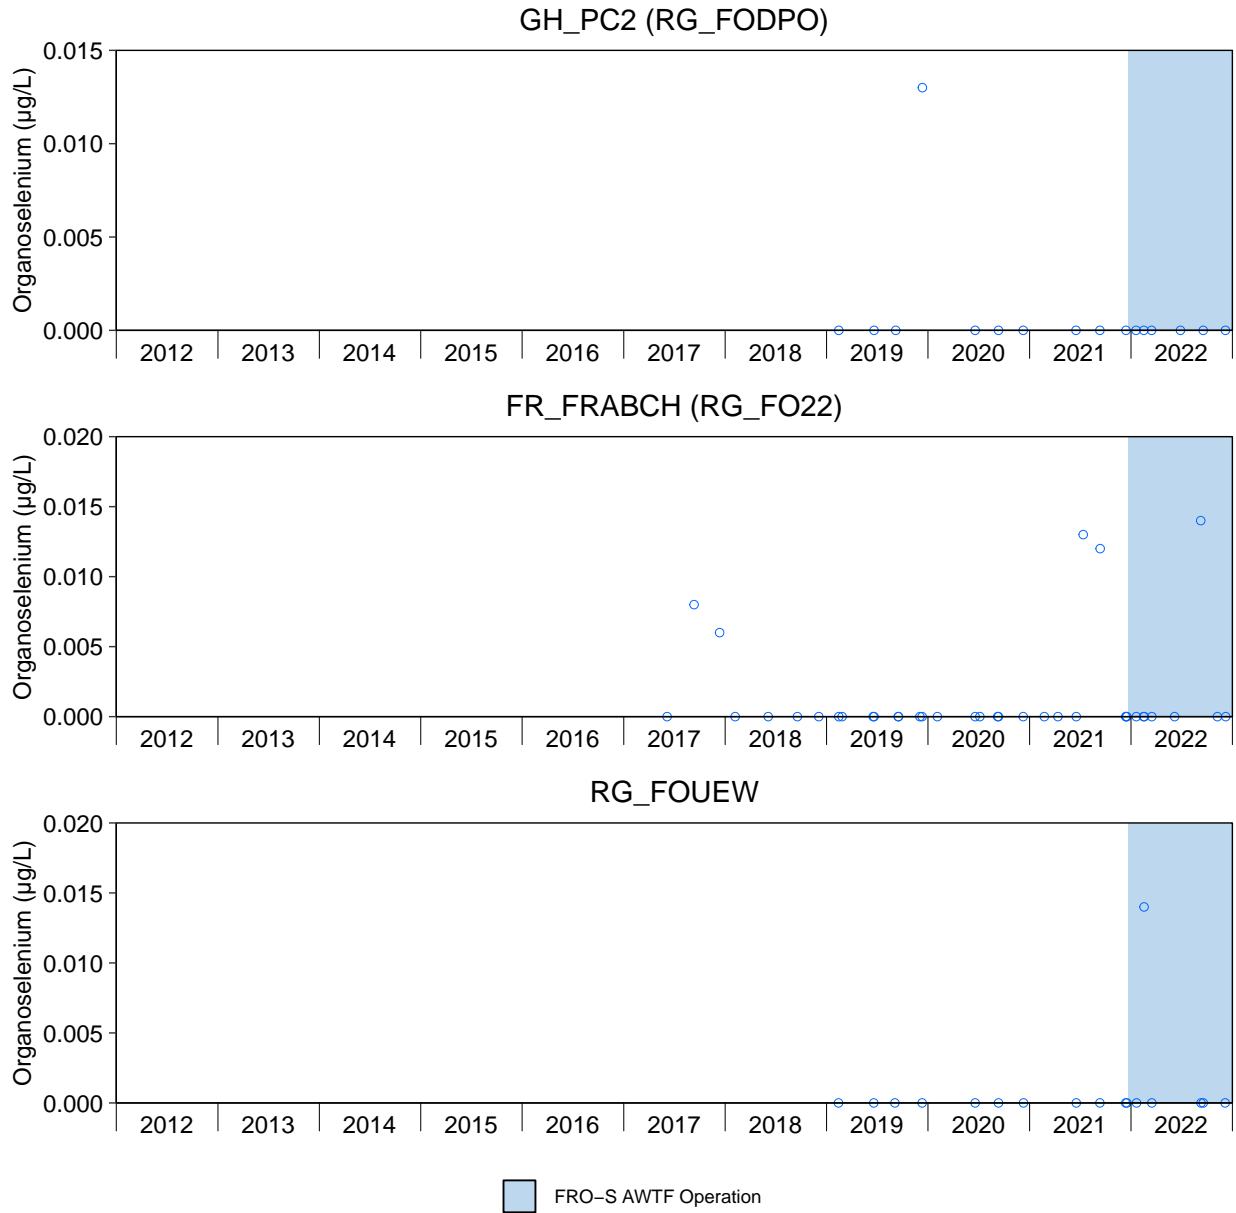 GH_PC2 (RG_FODPO)
Organoselenium (µg/L)
0.015
0.010
0.005
0.000
2012 2013 2014 2015 2016 2017 2018 2019 2020 2021 2022
FR_FRABCH (RG_FO22)
Organoselenium (µg/L)
0.020
0.015
0.010
0.005
0.000
2012 2013 2014 2015 2016 2017 2018 2019 2020 2021 2022
RG_FOUEW
Organoselenium (µg/L)
0.020
0.015
0.010
0.005
0.000
2012 2013 2014 2015 2016 2017 2018 2019 2020 2021 2022
FRO−S AWTF Operation